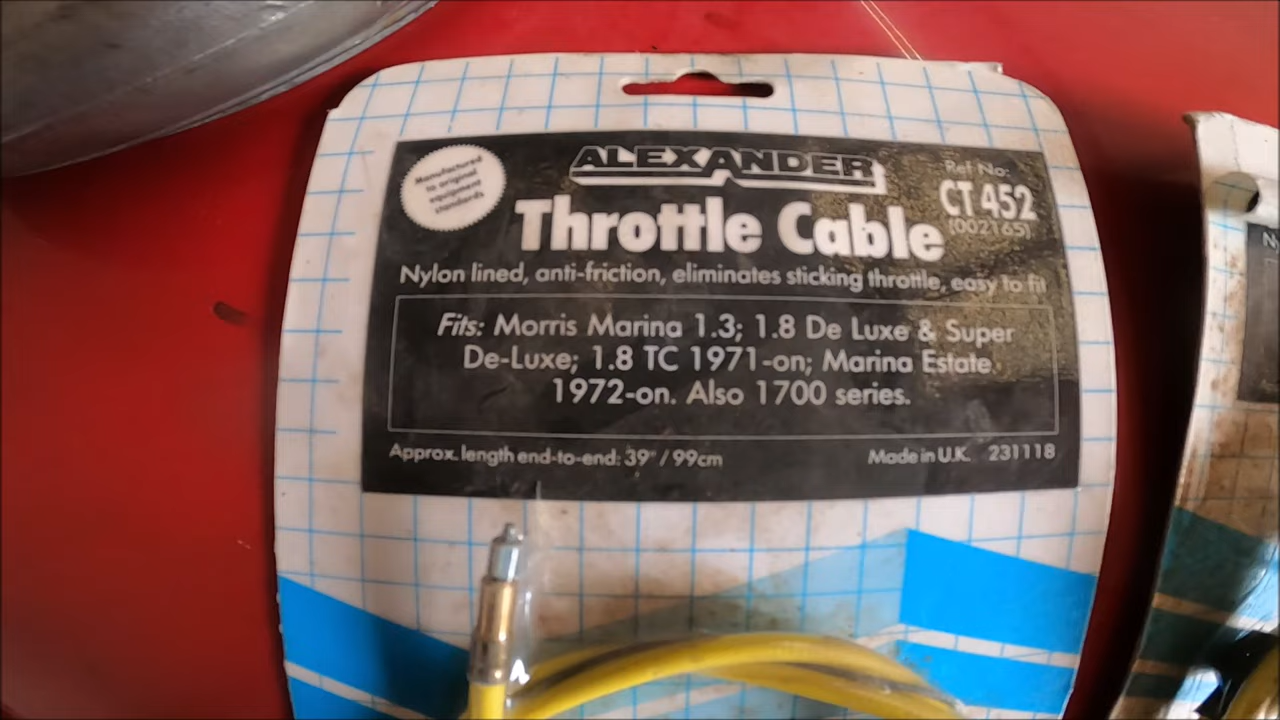 Manufactured
to original
equipment
standards
ALEXANDER
Ref No:
CT 452
(002165)
Throttle Cable
Nylon lined, anti-friction, eliminates sticking throttle, easy to fit
Fits: Morris Marina 1.3; 1.8 De Luxe & Super
De-Luxe; 1.8 TC 1971-on; Marina Estate.
1972-on. Also 1700 series.
Approx. length end-to-end: 39" / 99cm
Made in U.K. 231118
N